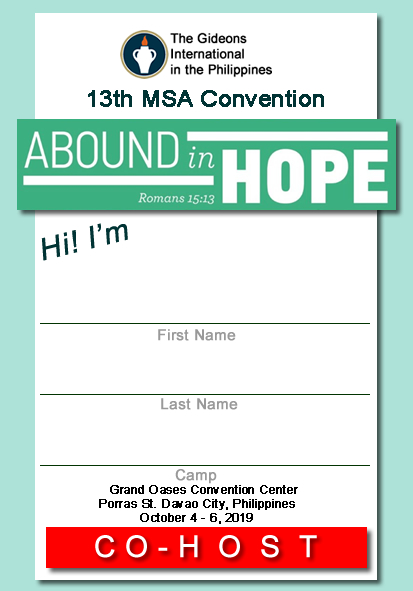 The Gideons
International
in the Philippines
13th MSA Convention
ABOUND in
HOPE
Romans 15:13
Hi! I'm
First Name
Last Name
Camp
Grand Oases Convention Center
Porras St. Davao City, Philippines
October 4 - 6, 2019
CO-HOST